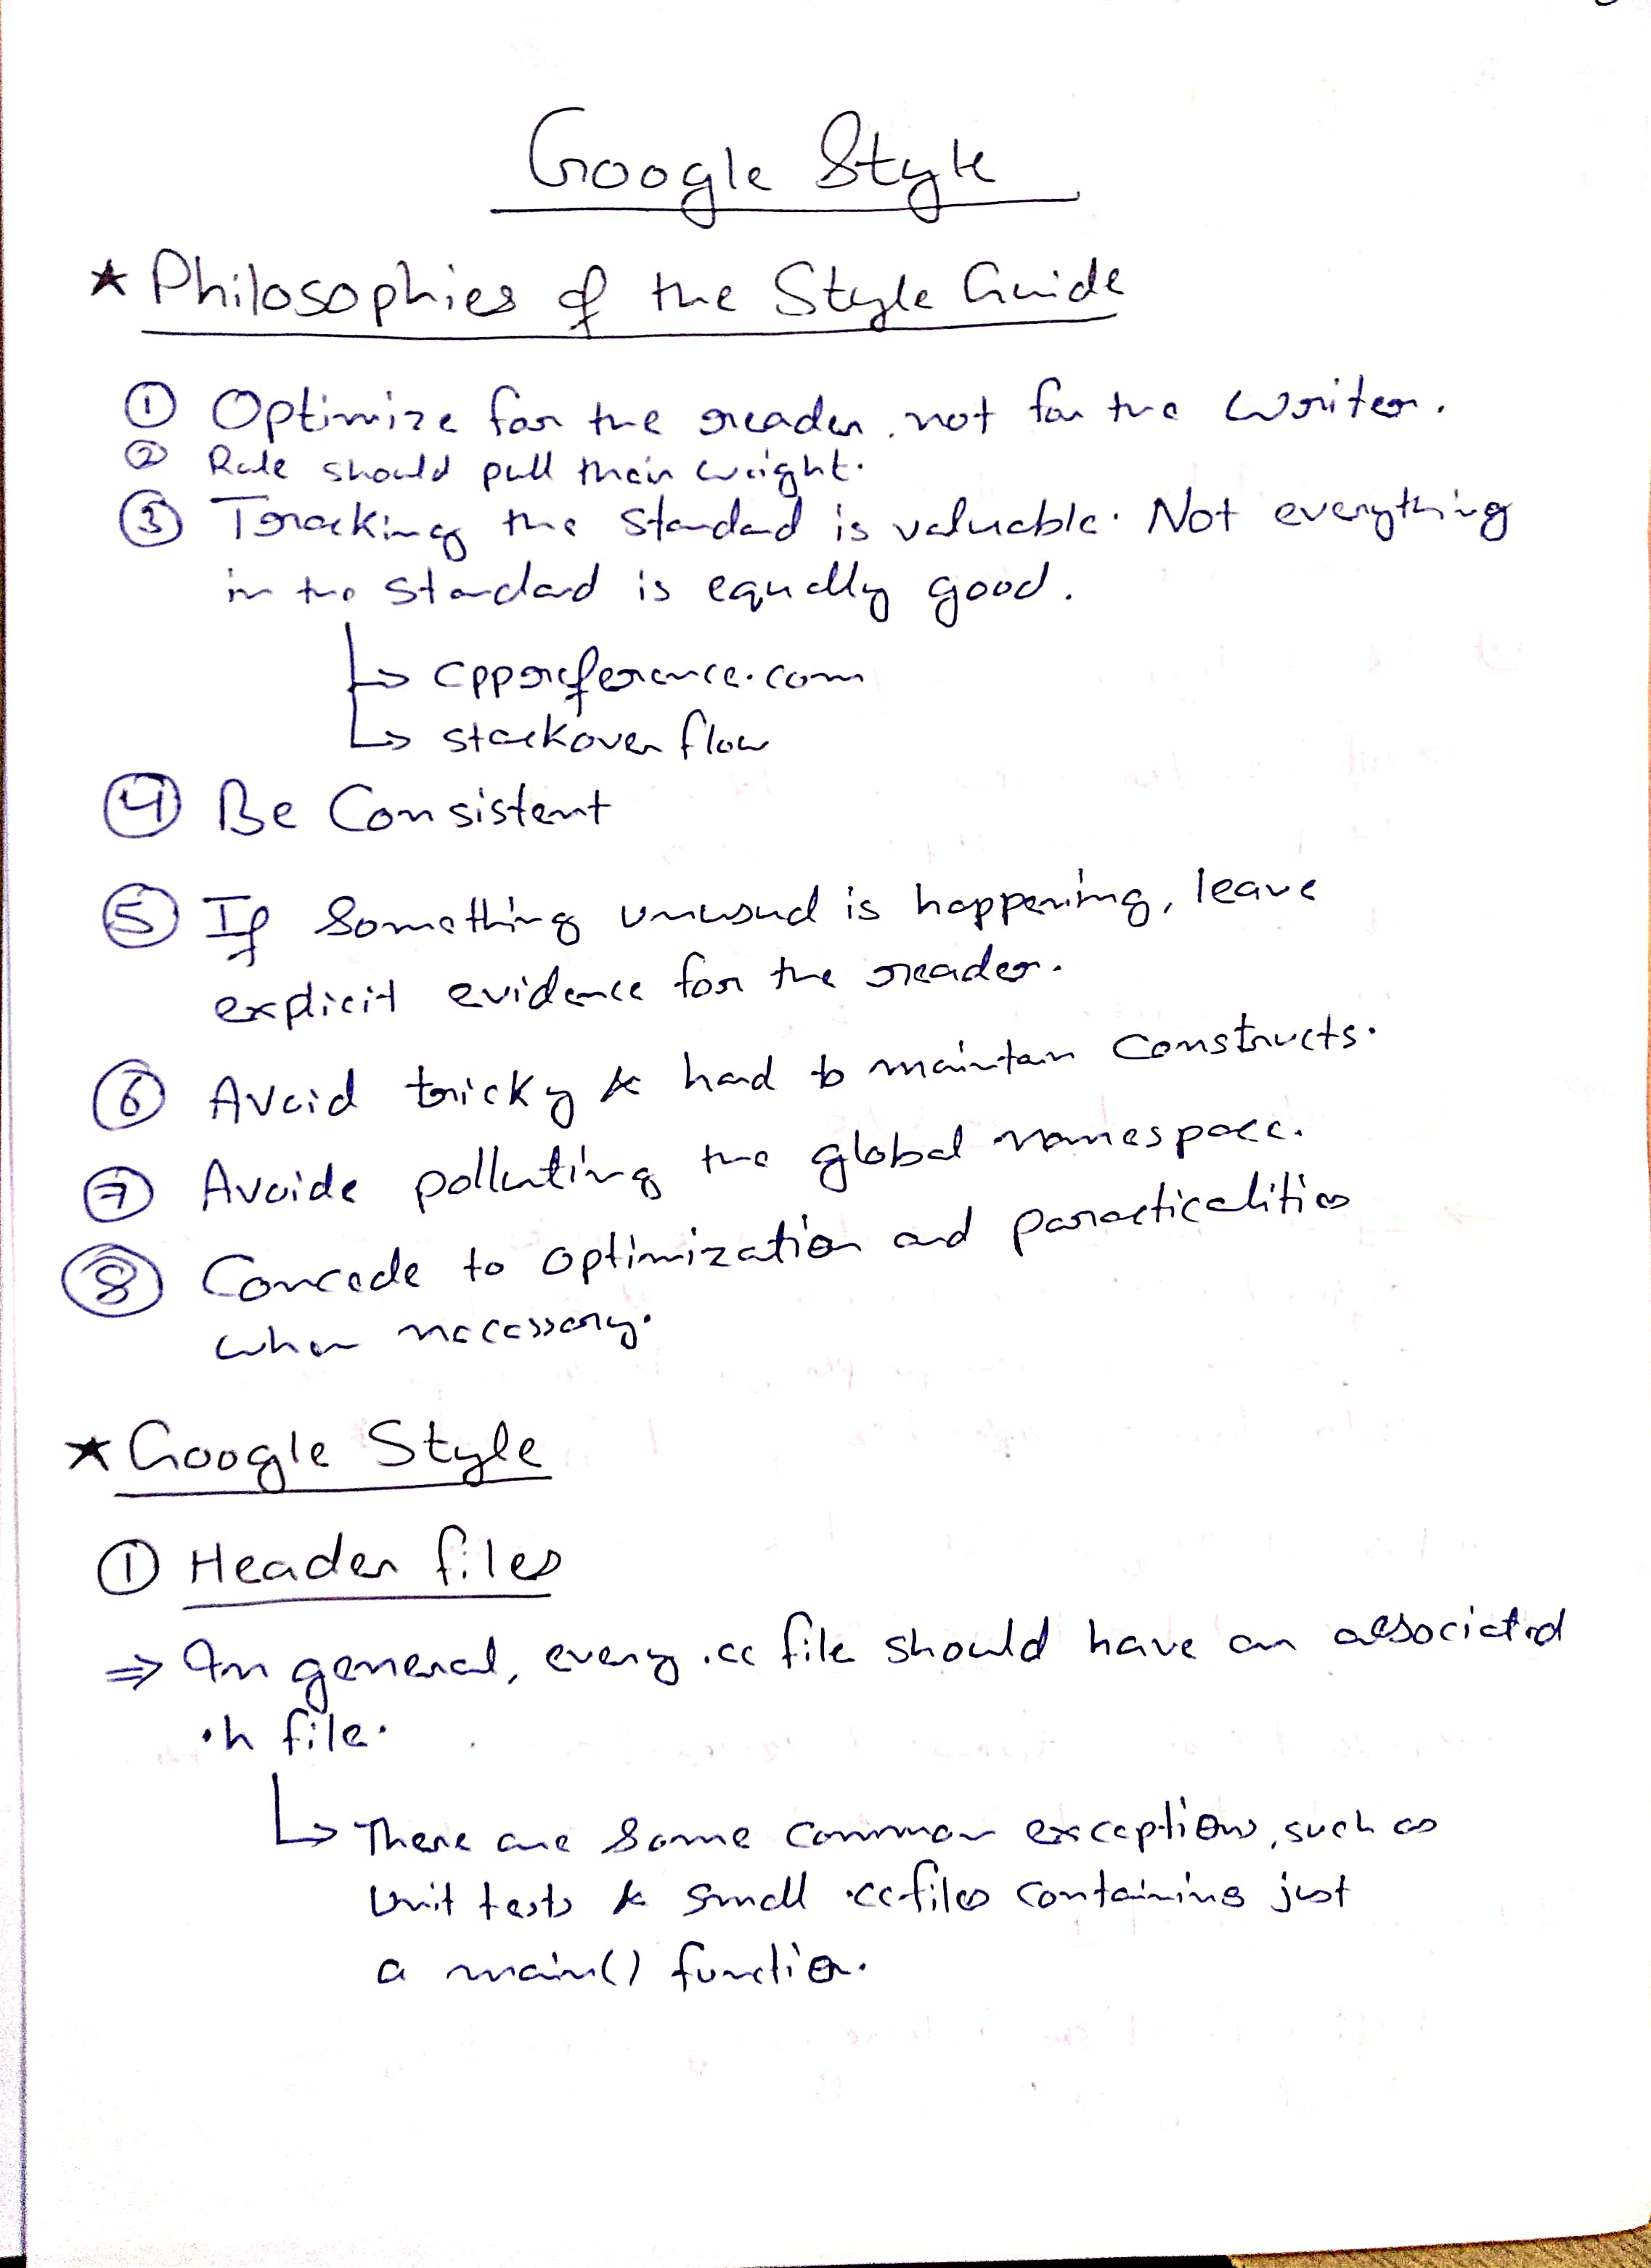 Google Style
★ Philosophies of the Style Guide
① Optimize for the reader, not for the writer.
② Rule should pull their weight.
③ Tracking the standard is valuable. Not everything
in the standard is equally good.
↳ cppreference.com
↳ stackoverflow
④ Be Consistent
⑤ If something unusual is happening, leave
explicit evidence for the reader.
⑥ Avoid tricky & hard to maintain constructs.
⑦ Avoide polluting the global namespace.
⑧ Concede to optimization and paracticalities
when necessary.
★ Google Style
① Header files
⇒ In general, every .cc file should have an associated
.h file.
↳ There are some common exceptions, such as
Unit tests & small .cc files containing just
a main() function.